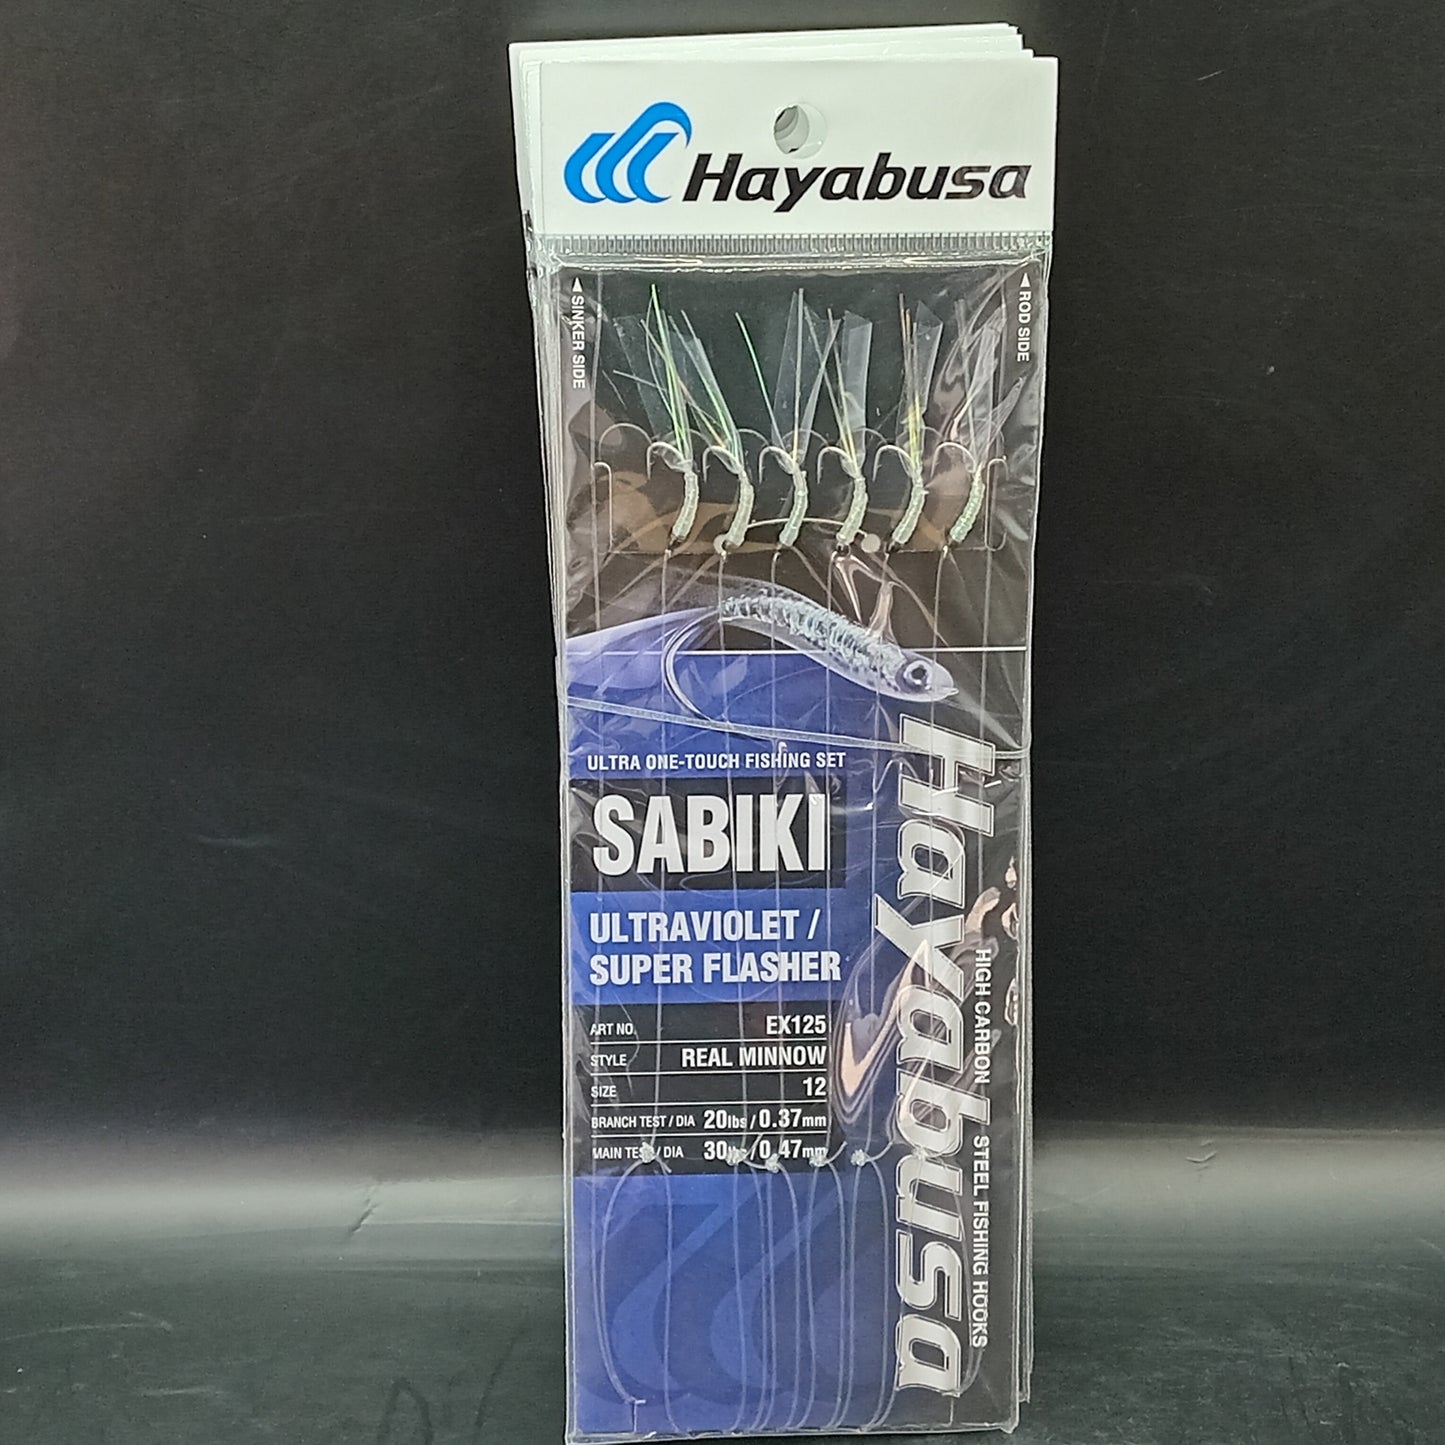 Hayabusa
SINKER SIDE
ROD SIDE
ULTRA ONE-TOUCH FISHING SET
SABIKI
ULTRAVIOLET /
SUPER FLASHER
ART NO. EX125
STYLE REAL MINNOW
SIZE 12
BRANCH TEST / DIA 20lbs / 0.37mm
MAIN TEST / DIA 30lbs / 0.47mm
Hayabusa
HIGH CARBON STEEL FISHING HOOKS